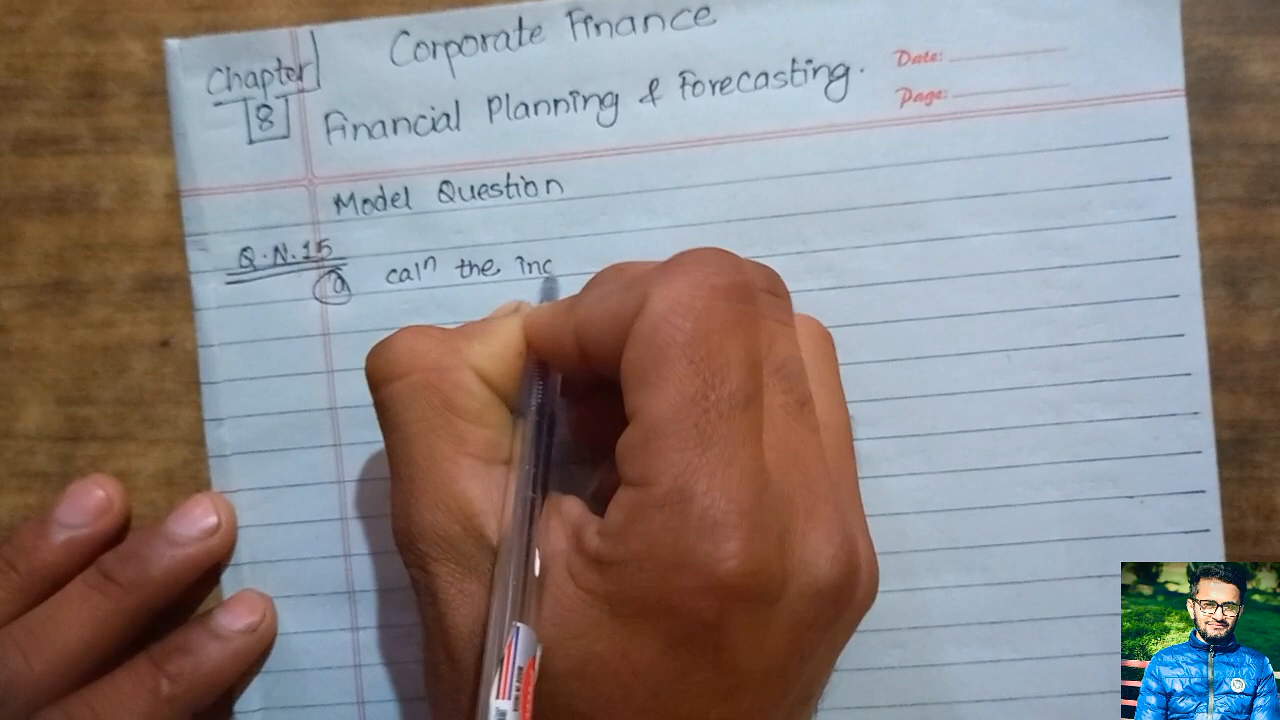 Corporate Finance
Chapter
8
Financial Planning & Forecasting.
Date:
Page:
Model Question
Q.N.15
a calⁿ the inc